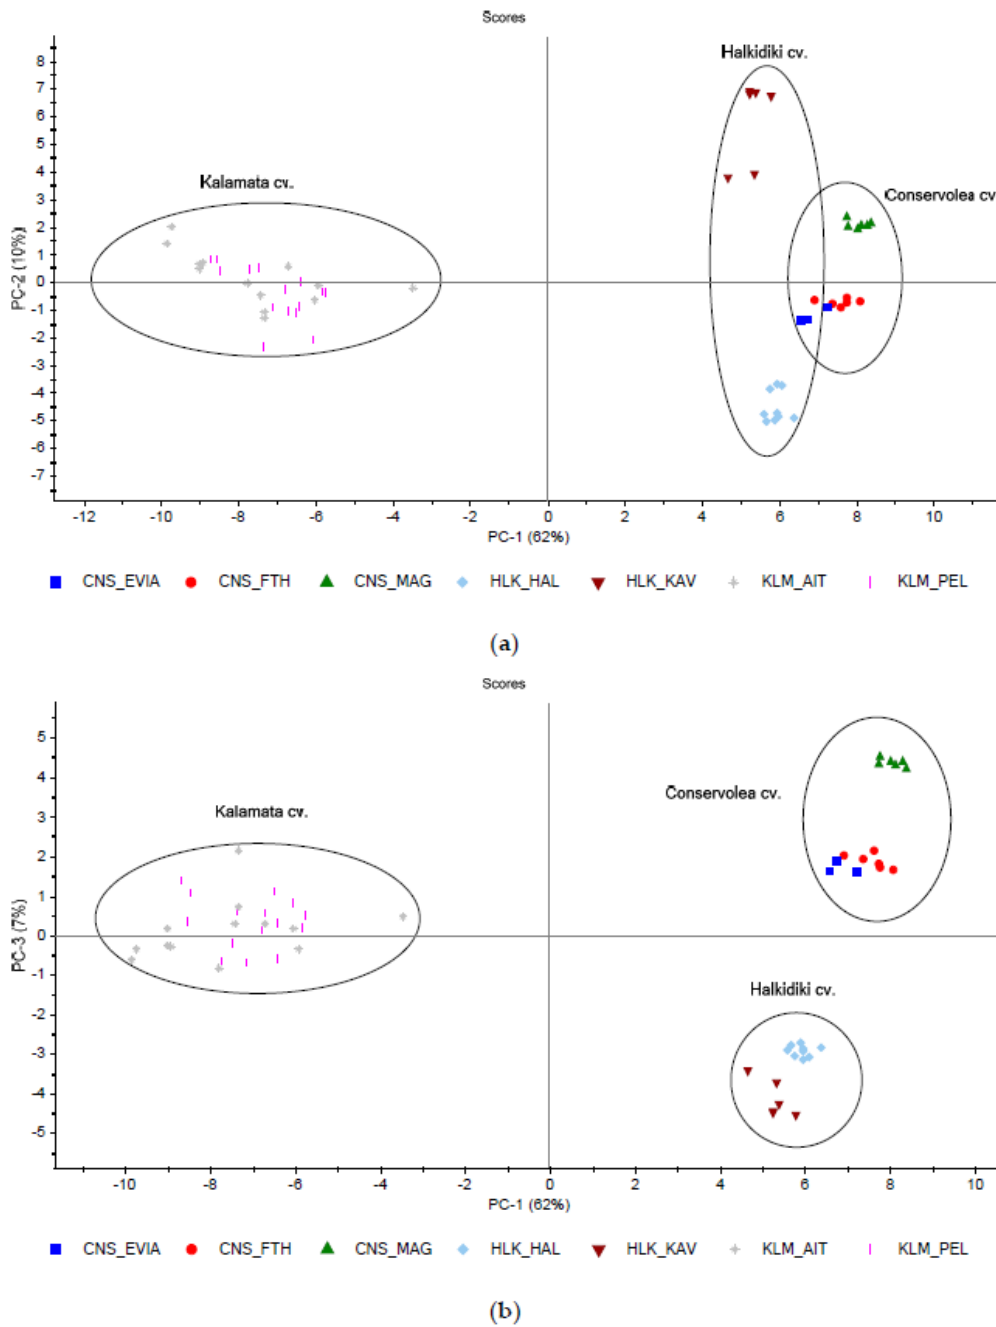 Scores
Halkidiki cv.
Kalamata cv.
Conservolea cv
PC-2 (10%)
8
7
6
5
4
3
2
1
0
-1
-2
-3
-4
-5
-6
-7
-12 -10 -8 -6 -4 -2 0 2 4 6 8 10
PC-1 (62%)
CNS_EVIA CNS_FTH CNS_MAG HLK_HAL HLK_KAV KLM_AIT KLM_PEL
(a)
Scores
Conservolea cv.
Kalamata cv.
Halkidiki cv.
PC-3 (7%)
5
4
3
2
1
0
-1
-2
-3
-4
-5
-10 -8 -6 -4 -2 0 2 4 6 8 10
PC-1 (62%)
CNS_EVIA CNS_FTH CNS_MAG HLK_HAL HLK_KAV KLM_AIT KLM_PEL
(b)